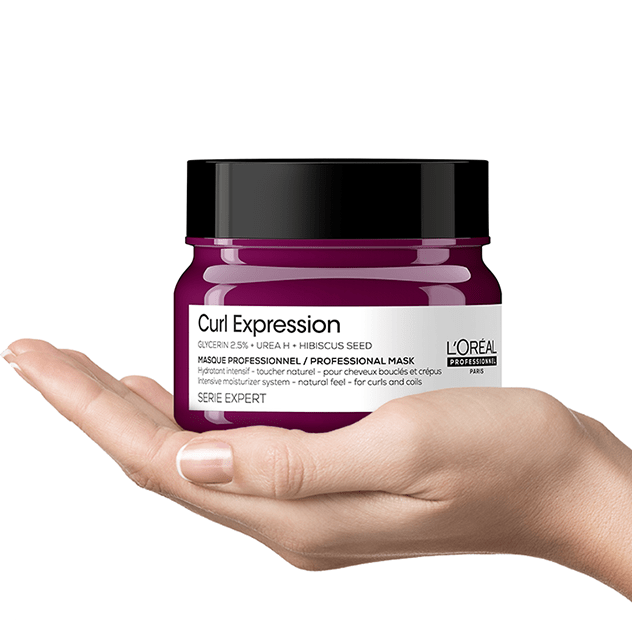 Curl Expression
GLYCERIN 2.5% + UREA H + HIBISCUS SEED
MASQUE PROFESSIONNEL / PROFESSIONAL MASK
Hydratant intensif - toucher naturel - pour cheveux bouclés et crépus
Intensive moisturizer system - natural feel - for curls and coils
SERIE EXPERT
L'ORÉAL
PROFESSIONNEL
PARIS